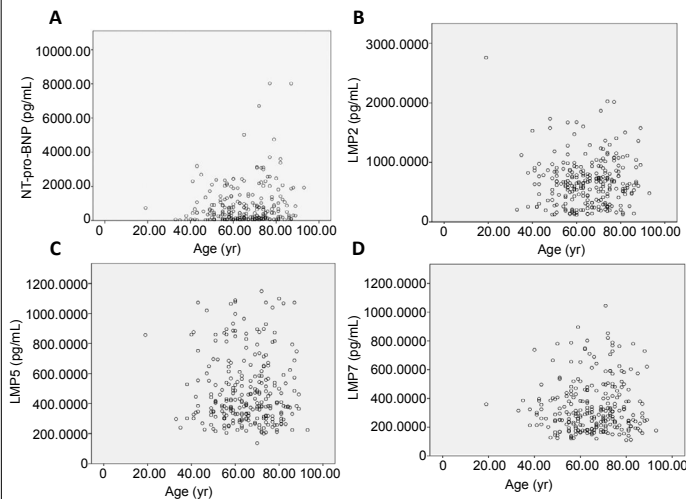 A
NT-pro-BNP (pg/mL)
10000.00
8000.00
6000.00
4000.00
2000.00
0
0 20.00 40.00 60.00 80.00 100.00
Age (yr)
B
LMP2 (pg/mL)
3000.0000
2000.0000
1000.0000
0
0 20.00 40.00 60.00 80.00 100.00
Age (yr)
C
LMP5 (pg/mL)
1200.0000
1000.0000
800.0000
600.0000
400.0000
200.0000
0.00
0 20.00 40.00 60.00 80.00 100.00
Age (yr)
D
LMP7 (pg/mL)
1200.0000
1000.0000
800.0000
600.0000
400.0000
200.0000
0
0 20.00 40.00 60.00 80.00 100.00
Age (yr)